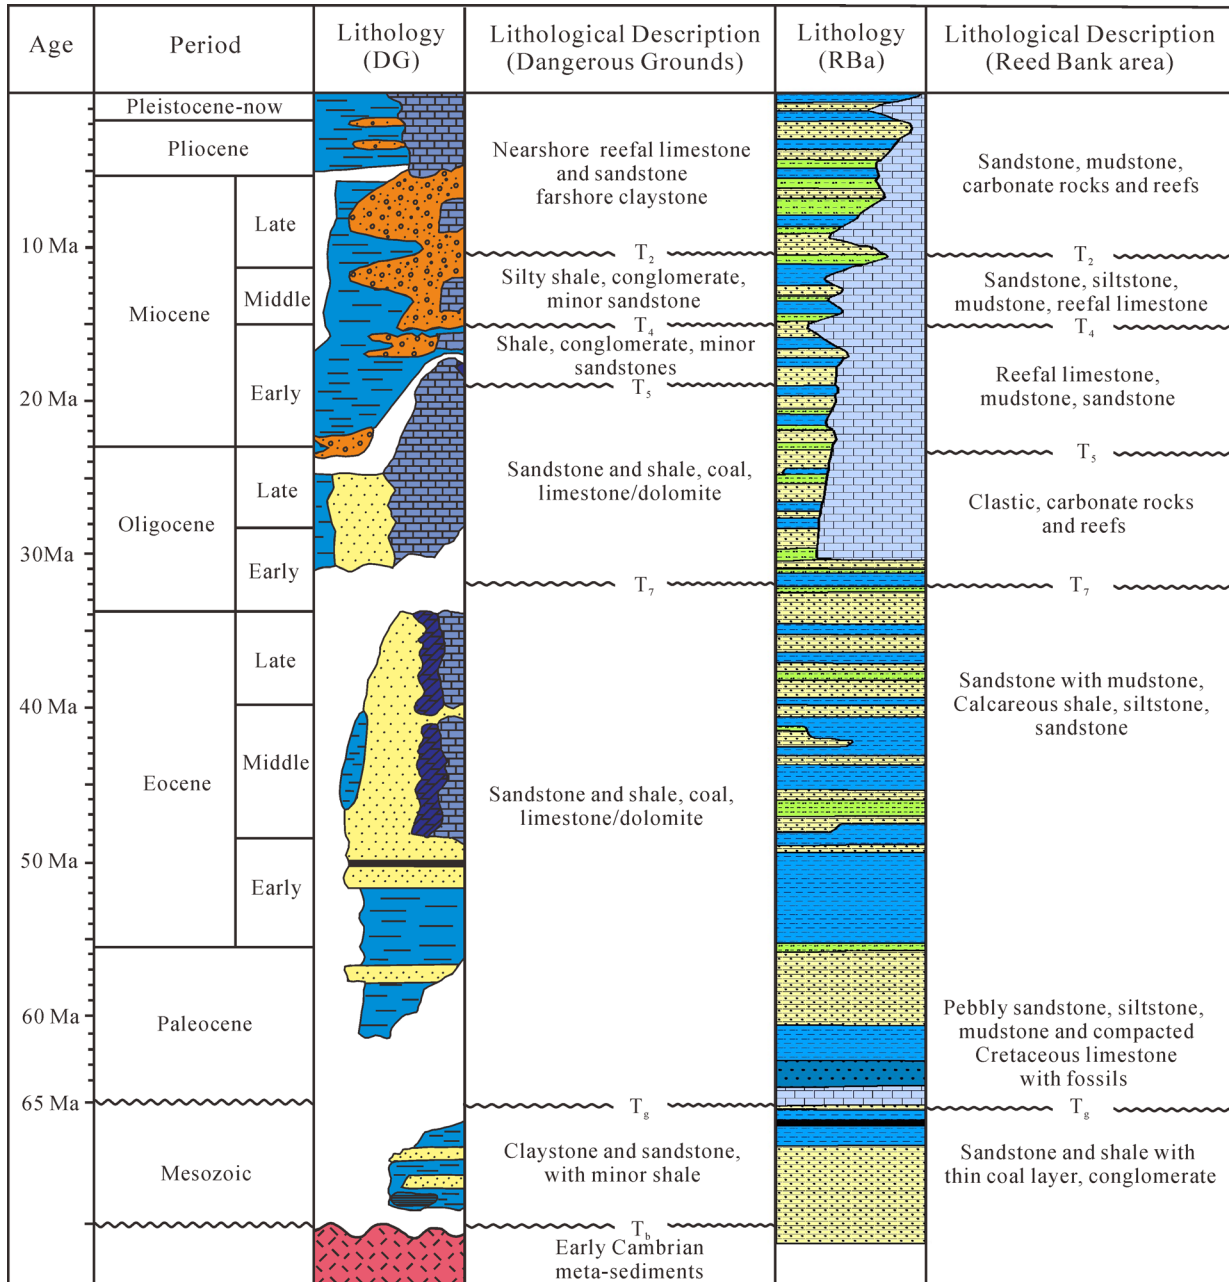 Age
Period
Lithology
(DG)
Lithological Description
(Dangerous Grounds)
Lithology
(RBa)
Lithological Description
(Reed Bank area)
Pleistocene-now
Pliocene
Miocene
Late
Middle
Early
Oligocene
Late
Early
Eocene
Late
Middle
Early
Paleocene
Mesozoic
10 Ma
20 Ma
30Ma
40 Ma
50 Ma
60 Ma
65 Ma
Nearshore reefal limestone
and sandstone
farshore claystone
T2
Silty shale, conglomerate,
minor sandstone
T4
Shale, conglomerate, minor
sandstones
T5
Sandstone and shale, coal,
limestone/dolomite
T7
Sandstone and shale, coal,
limestone/dolomite
Tg
Claystone and sandstone,
with minor shale
Tb
Early Cambrian
meta-sediments
Sandstone, mudstone,
carbonate rocks and reefs
T2
Sandstone, siltstone,
mudstone, reefal limestone
T4
Reefal limestone,
mudstone, sandstone
T5
Clastic, carbonate rocks
and reefs
T7
Sandstone with mudstone,
Calcareous shale, siltstone,
sandstone
Pebbly sandstone, siltstone,
mudstone and compacted
Cretaceous limestone
with fossils
Tg
Sandstone and shale with
thin coal layer, conglomerate